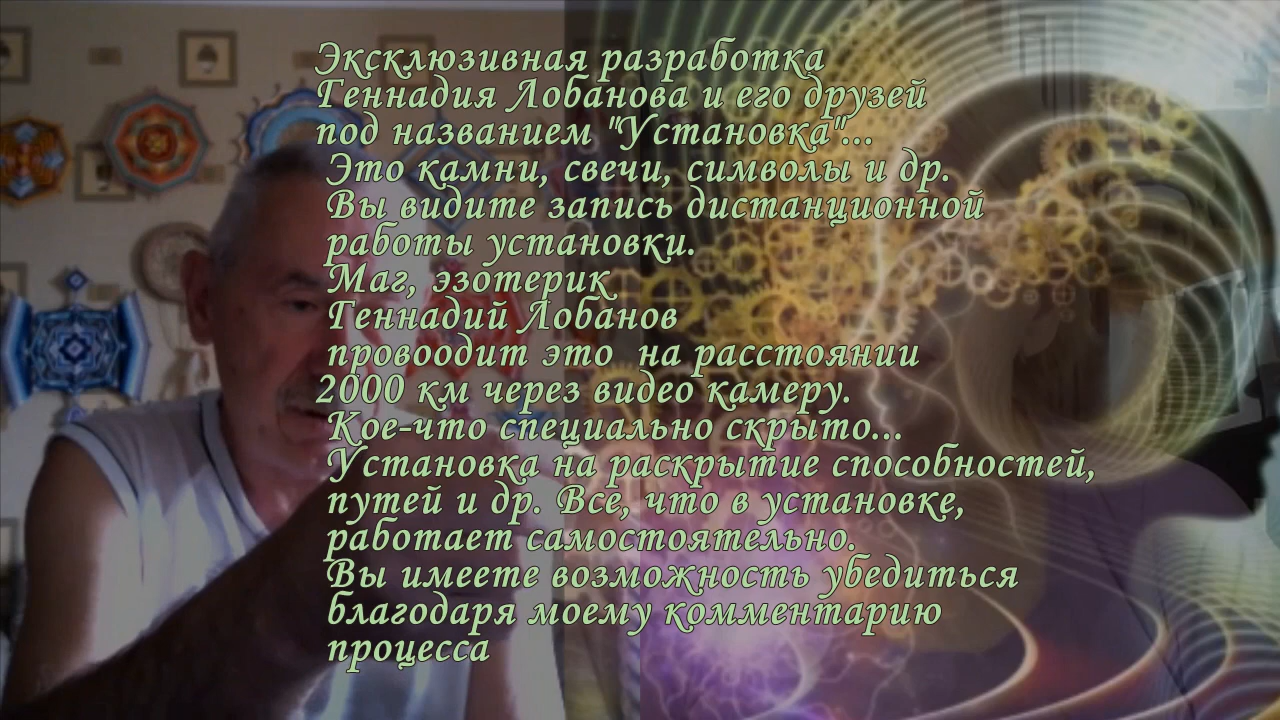 Эксклюзивная разработка
Геннадия Лобанова и его друзей
под названием "Установка"...
Это камни, свечи, символы и др.
Вы видите запись дистанционной
работы установки.
Маг, эзотерик
Геннадий Лобанов
провоодит это на расстоянии
2000 км через видео камеру.
Кое-что специально скрыто...
Установка на раскрытие способностей,
путей и др. Все, что в установке,
работает самостоятельно.
Вы имеете возможность убедиться
благодаря моему комментарию
процесса